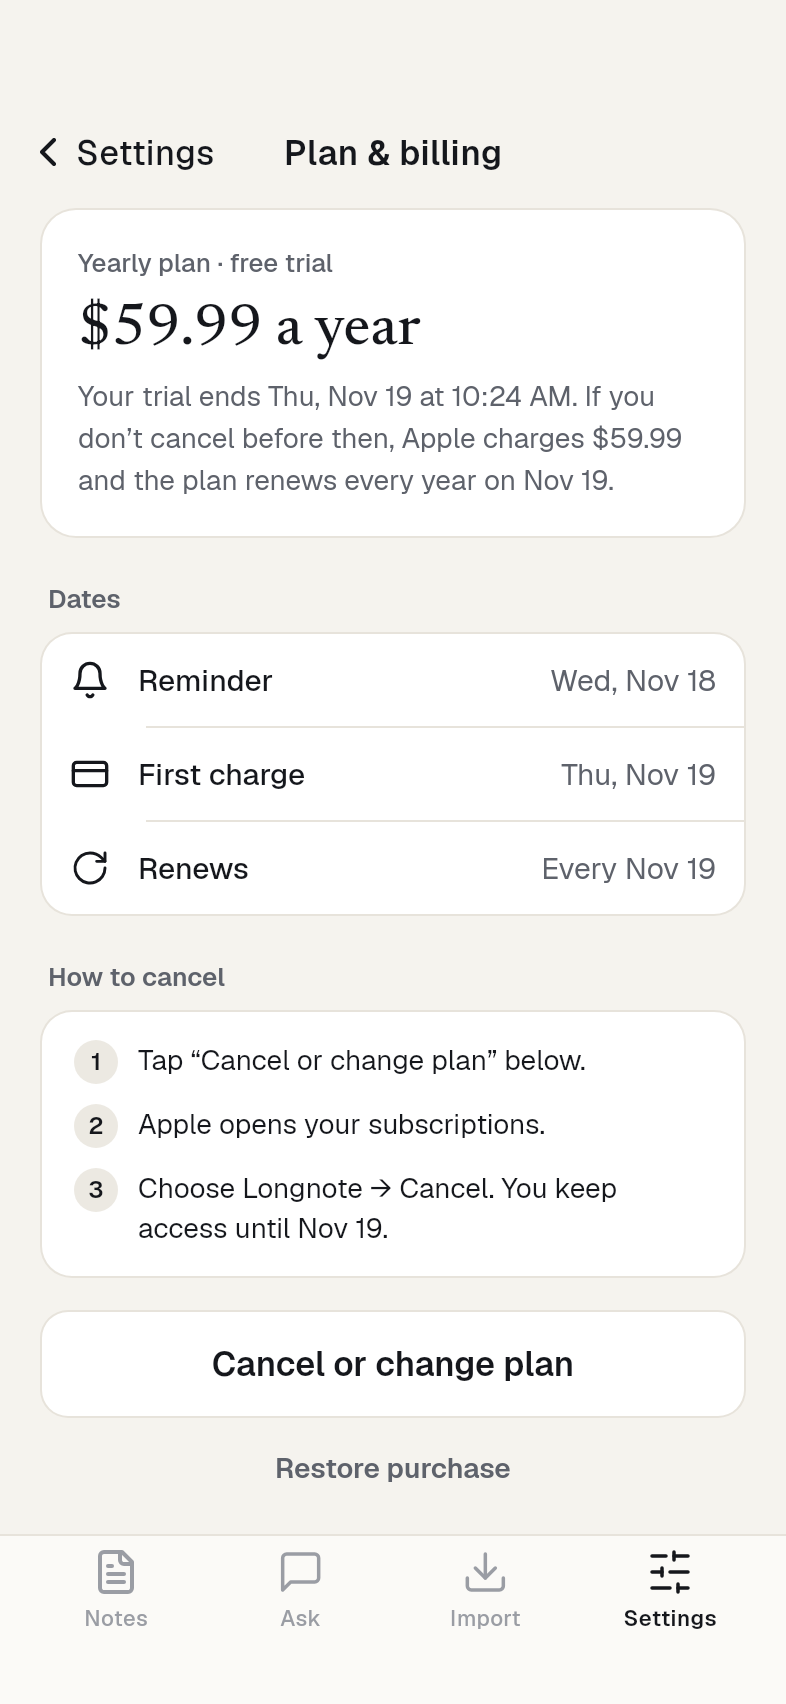 Settings
Plan & billing
Yearly plan · free trial
$59.99 a year
Your trial ends Thu, Nov 19 at 10:24 AM. If you
don’t cancel before then, Apple charges $59.99
and the plan renews every year on Nov 19.
Dates
Reminder Wed, Nov 18
First charge Thu, Nov 19
Renews Every Nov 19
How to cancel
1 Tap “Cancel or change plan” below.
2 Apple opens your subscriptions.
3 Choose Longnote → Cancel. You keep
access until Nov 19.
Cancel or change plan
Restore purchase
Notes Ask Import Settings